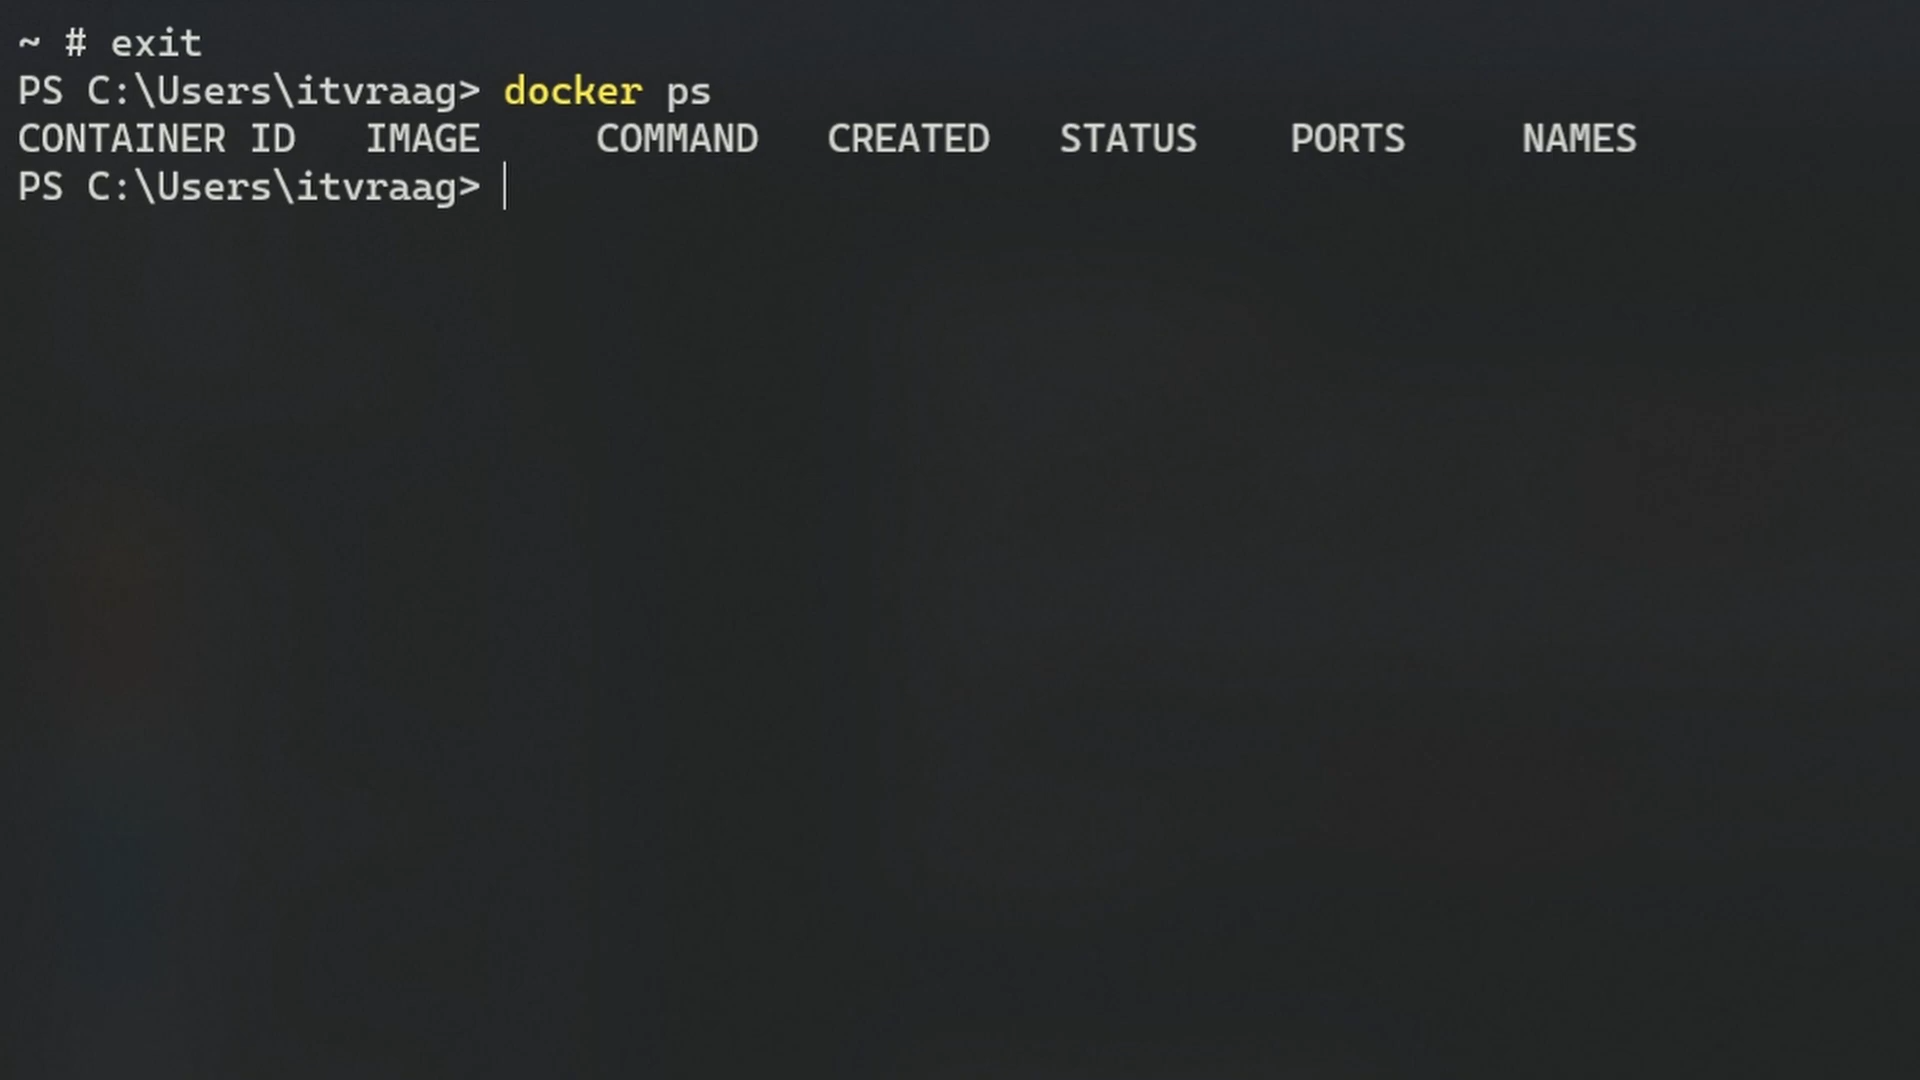 ~ # exit
PS C:\Users\itvraag> docker ps
CONTAINER ID   IMAGE     COMMAND   CREATED   STATUS    PORTS     NAMES
PS C:\Users\itvraag>